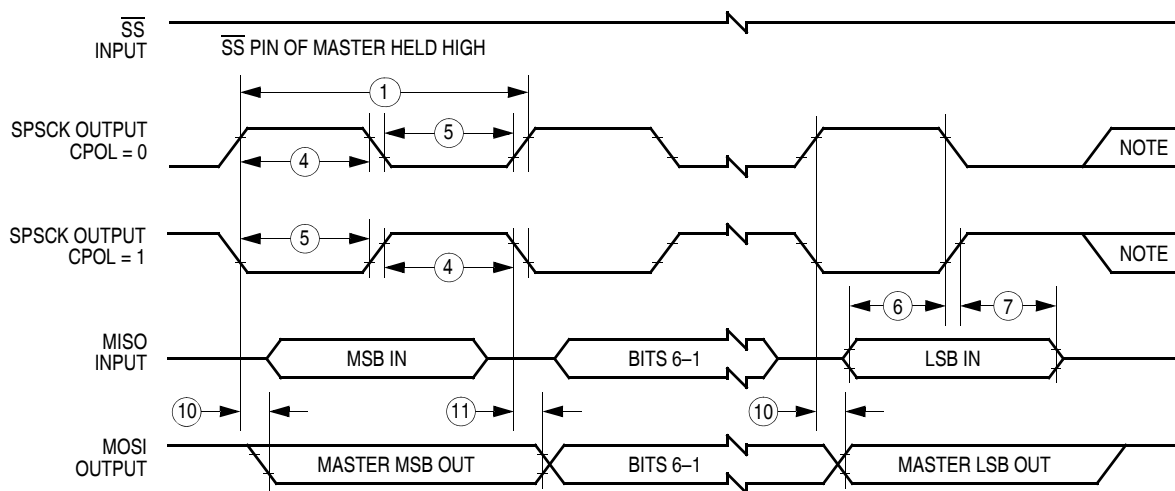 SS
INPUT
SS PIN OF MASTER HELD HIGH
1
SPSCK OUTPUT
CPOL = 0
5
4
NOTE
SPSCK OUTPUT
CPOL = 1
5
4
NOTE
6
7
MISO
INPUT
MSB IN
BITS 6–1
LSB IN
10
11
10
MOSI
OUTPUT
MASTER MSB OUT
BITS 6–1
MASTER LSB OUT